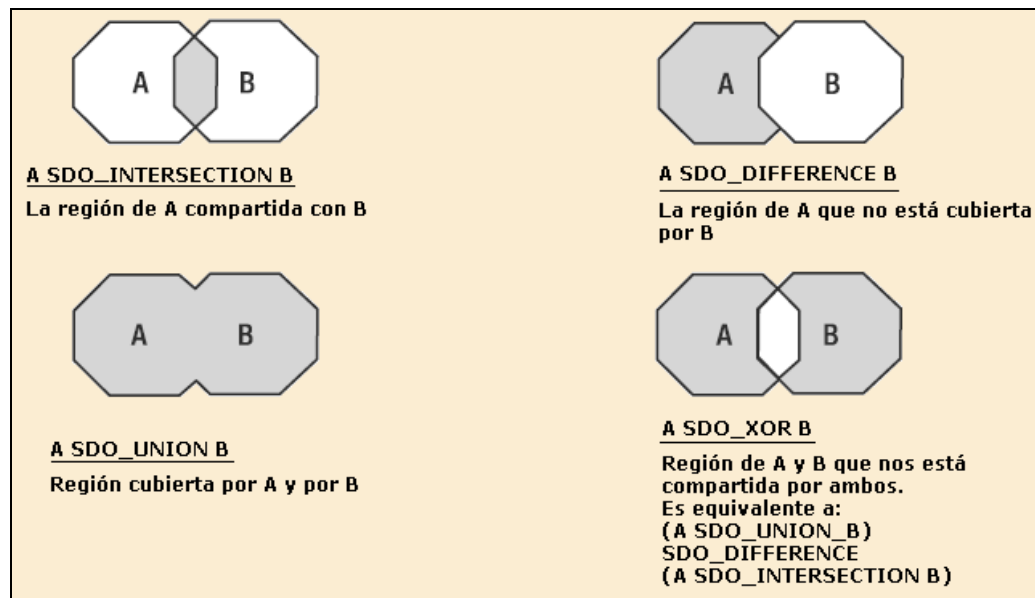 A
B
A SDO_INTERSECTION B
La región de A compartida con B
A
B
A SDO_DIFFERENCE B
La región de A que no está cubierta
por B
A
B
A SDO_UNION B
Región cubierta por A y por B
A
B
A SDO_XOR B
Región de A y B que nos está
compartida por ambos.
Es equivalente a:
(A SDO_UNION_B)
SDO_DIFFERENCE
(A SDO_INTERSECTION B)